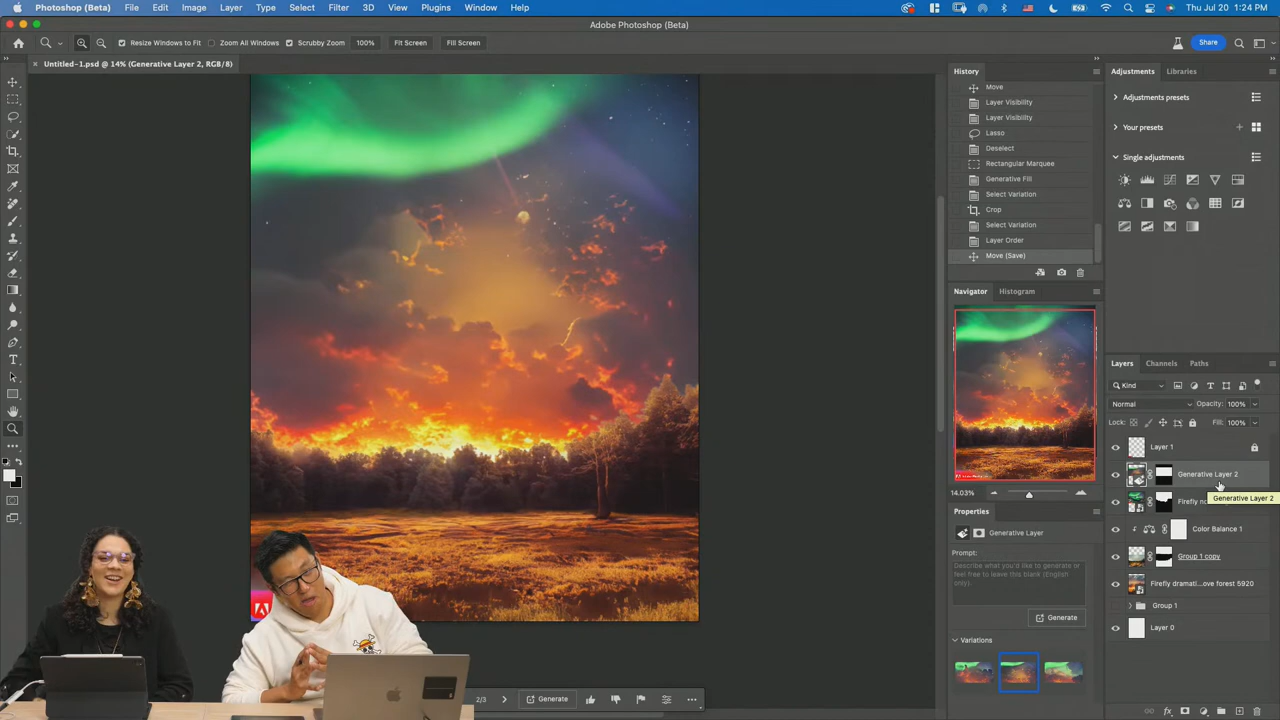 Photoshop (Beta) File Edit Image Layer Type Select Filter 3D View Plugins Window Help Thu Jul 20 1:24 PM
Adobe Photoshop (Beta)
Resize Windows to Fit Zoom All Windows Scrubby Zoom 100% Fit Screen Fill Screen Share
Untitled-1.psd @ 14% (Generative Layer 2, RGB/8)
History
Move
Layer Visibility
Layer Visibility
Lasso
Deselect
Rectangular Marquee
Generative Fill
Select Variation
Crop
Select Variation
Layer Order
Move (Save)
Navigator Histogram
14.03%
Properties
Generative Layer
Prompt:
Describe what you'd like to generate or
feel free to leave this blank (English
only).
Generate
Variations
Adjustments Libraries
Adjustments presets
Your presets
Single adjustments
Layers Channels Paths
Kind
Normal Opacity: 100%
Lock: Fill: 100%
Layer 1
Generative Layer 2
Generative Layer 2
Firefly no
Color Balance 1
Group 1 copy
Firefly dramati...ove forest 5920
Group 1
Layer 0
2/3 Generate